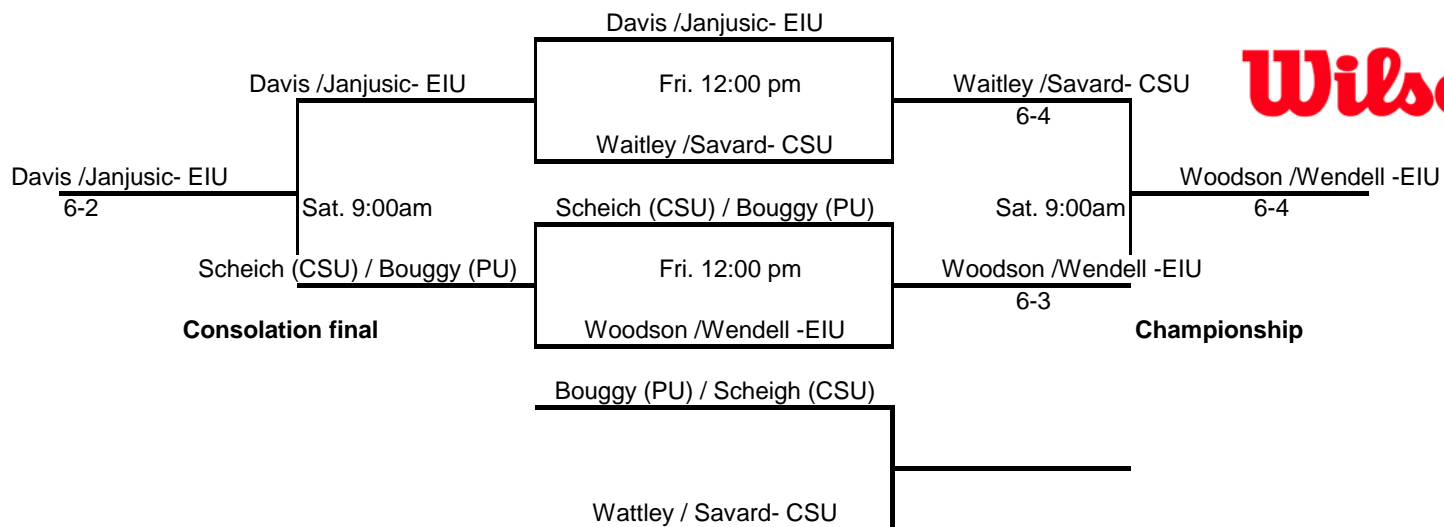 Davis /Janjusic- EIU
Davis /Janjusic- EIU
Fri. 12:00 pm
Waitley /Savard- CSU
6-4
Waitley /Savard- CSU
Davis /Janjusic- EIU
6-2
Sat. 9:00am
Scheich (CSU) / Bouggy (PU)
Sat. 9:00am
Woodson /Wendell -EIU
6-4
Scheich (CSU) / Bouggy (PU)
Fri. 12:00 pm
Woodson /Wendell -EIU
6-3
Consolation final
Woodson /Wendell -EIU
Championship
Bouggy (PU) / Scheigh (CSU)
Wattley / Savard- CSU